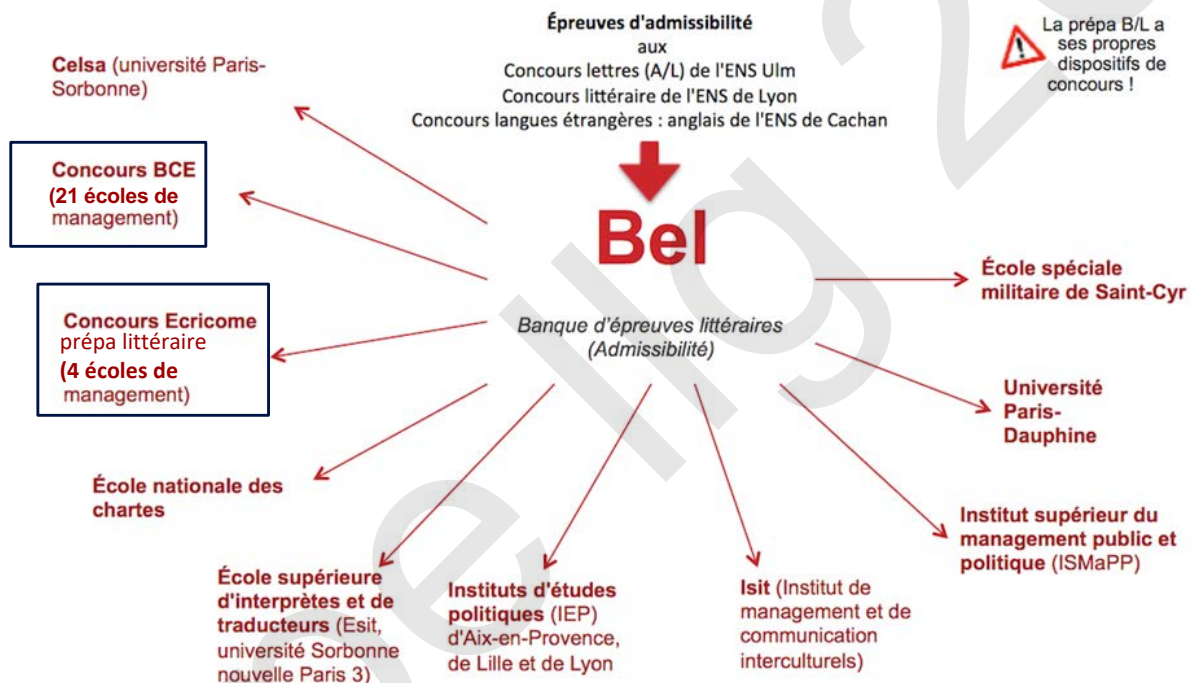 Épreuves d'admissibilité
aux
Concours lettres (A/L) de l'ENS Ulm
Concours littéraire de l'ENS de Lyon
Concours langues étrangères : anglais de l'ENS de Cachan
La prépa B/L a
ses propres
dispositifs de
concours !
Celsa (université Paris-
Sorbonne)
Concours BCE
(21 écoles de
management)
Concours Ecricome
prépa littéraire
(4 écoles de
management)
Bel
Banque d'épreuves littéraires
(Admissibilité)
École spéciale
militaire de Saint-Cyr
Université
Paris-
Dauphine
Institut supérieur du
management public et
politique (ISMaPP)
École nationale des
chartes
École supérieure
d'interprètes et de
traducteurs (Esit,
université Sorbonne
nouvelle Paris 3)
Instituts d'études
politiques (IEP)
d'Aix-en-Provence,
de Lille et de Lyon
Isit (Institut de
management et de
communication
interculturels)